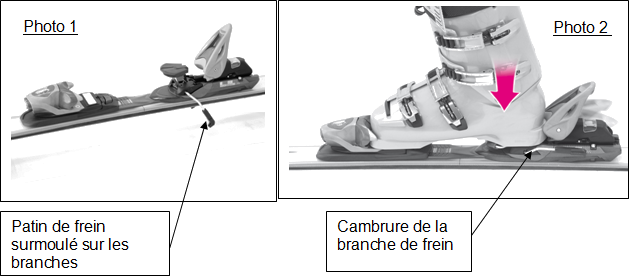 Photo 1
Photo 2
Patin de frein
surmoulé sur les
branches
Cambrure de la
branche de frein